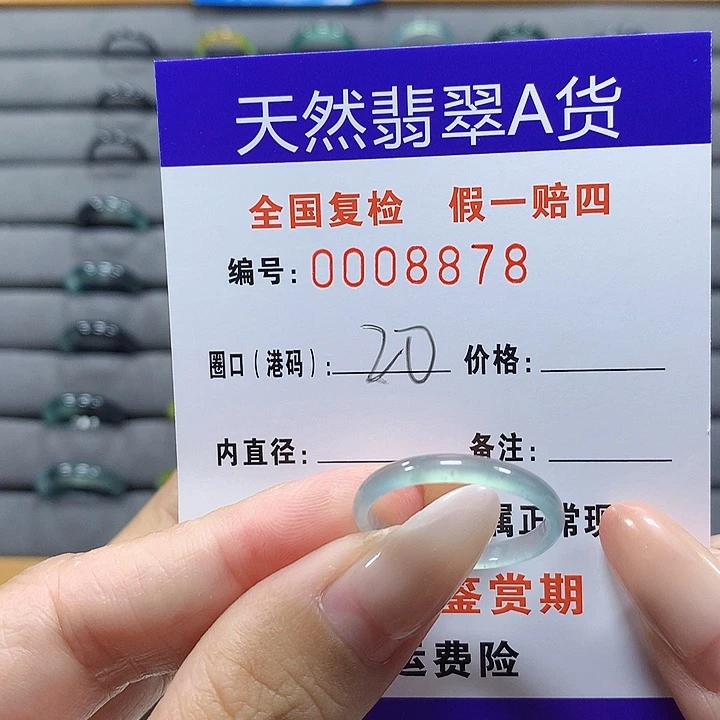 天然翡翠A货
全国复检 假一赔四
编号: 0008878
圈口(港码): 20 价格:
内直径: 备注:
属正常现
鉴赏期
运费险